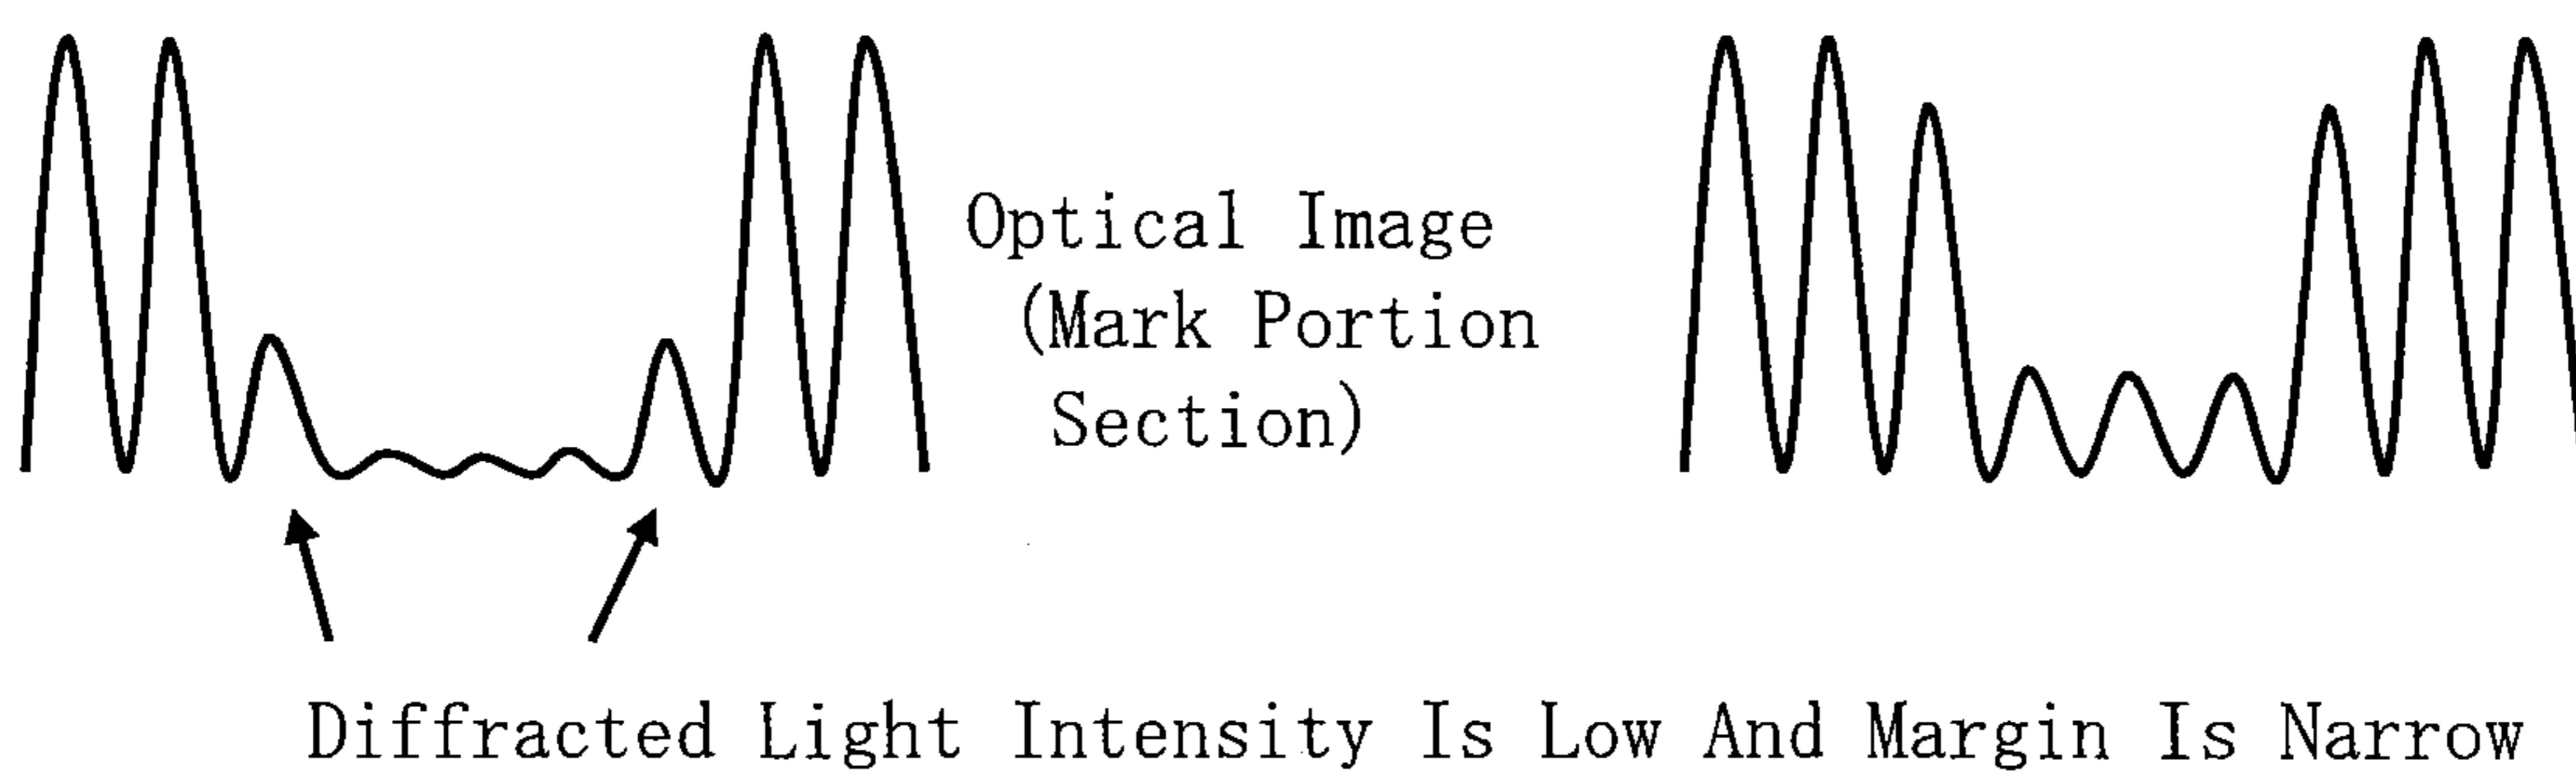 Optical Image
(Mark Portion
Section)
Diffracted Light Intensity Is Low And Margin Is Narrow